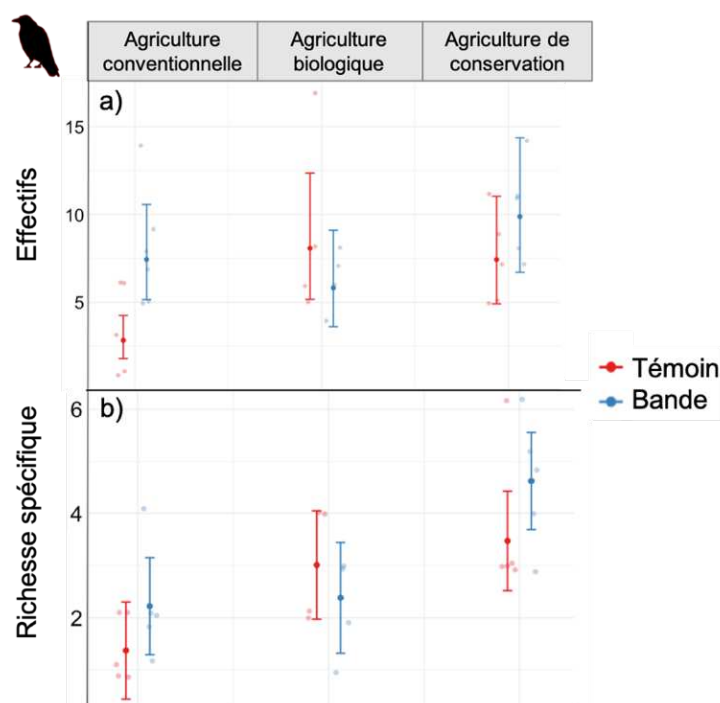 Agriculture conventionnelle
Agriculture biologique
Agriculture de conservation
a)
Effectifs
15
10
5
b)
Richesse spécifique
6
4
2
Témoin
Bande